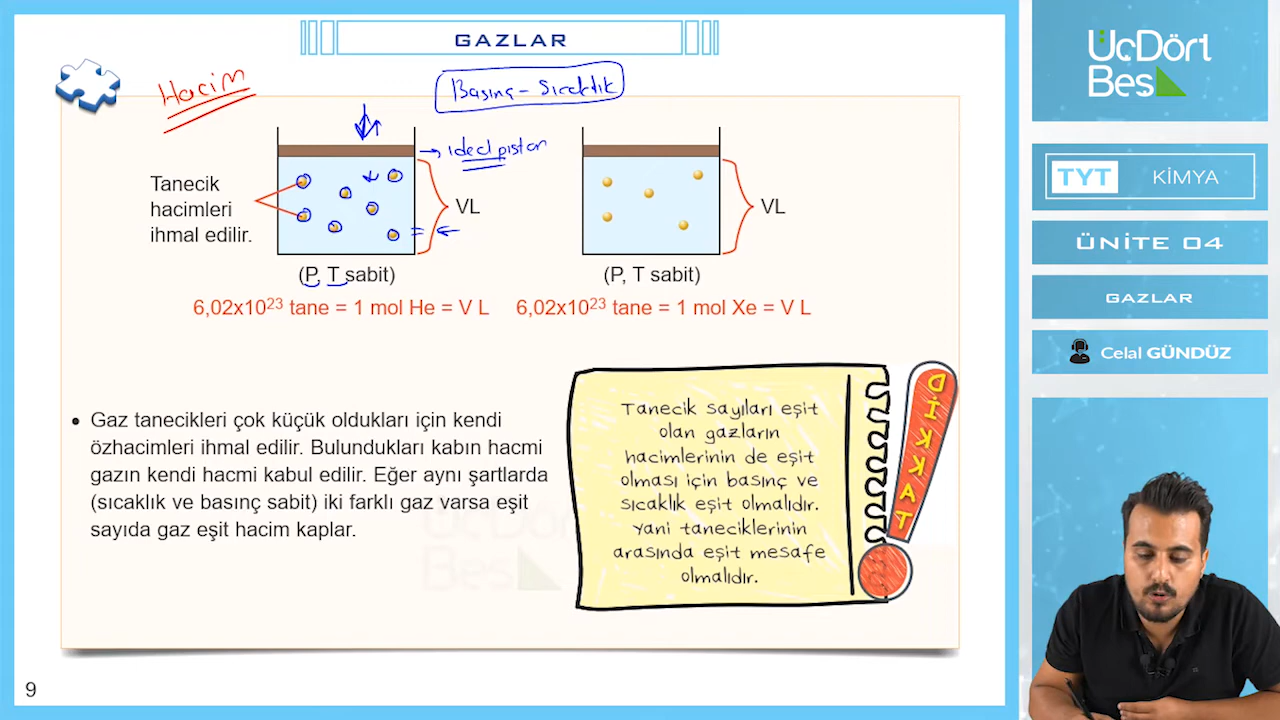 GAZLAR
Hacim
Basınç - Sıcaklık
ideal piston
Tanecik
hacimleri
ihmal edilir.
VL
VL
(P, T sabit)
(P, T sabit)
6,02x10²³ tane = 1 mol He = V L
6,02x10²³ tane = 1 mol Xe = V L
• Gaz tanecikleri çok küçük oldukları için kendi
özhacimleri ihmal edilir. Bulundukları kabın hacmi
gazın kendi hacmi kabul edilir. Eğer aynı şartlarda
(sıcaklık ve basınç sabit) iki farklı gaz varsa eşit
sayıda gaz eşit hacim kaplar.
Tanecik sayıları eşit
olan gazların
hacimlerinin de eşit
olması için basınç ve
sıcaklık eşit olmalıdır.
Yani taneciklerinin
arasında eşit mesafe
olmalıdır.
DİKKAT
ÜçDört
Beş
9
ÜçDört
Beş
TYT KİMYA
ÜNİTE 04
GAZLAR
Celal GÜNDÜZ